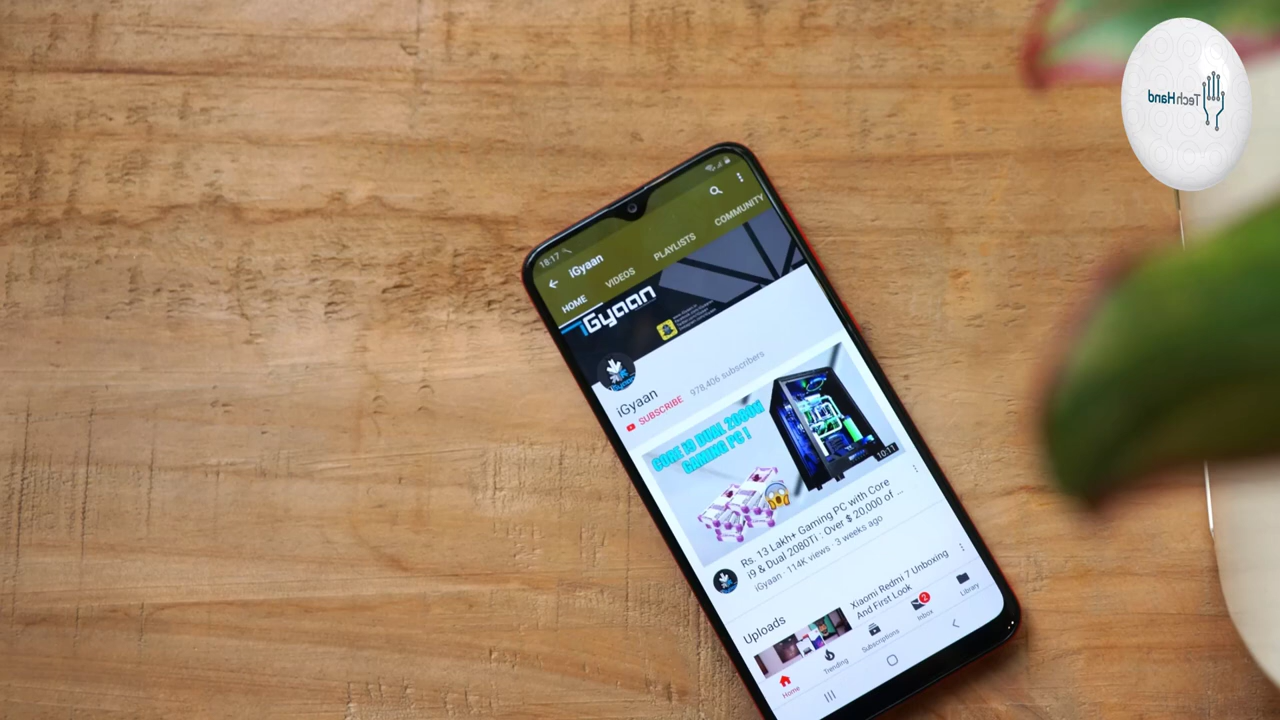 TechHand
18:17
iGyaan
HOME
VIDEOS
PLAYLISTS
COMMUNITY
iGyaan
iGyaan
SUBSCRIBE 978,406 subscribers
CORE i9 DUAL 2080ti
GAMING PC !
10:11
Rs. 13 Lakh+ Gaming PC with Core
i9 & Dual 2080Ti : Over $ 20,000 of ...
iGyaan · 114K views · 3 weeks ago
Uploads
Xiaomi Redmi 7 Unboxing
And First Look
Home
Trending
Subscriptions
2
Inbox
Library